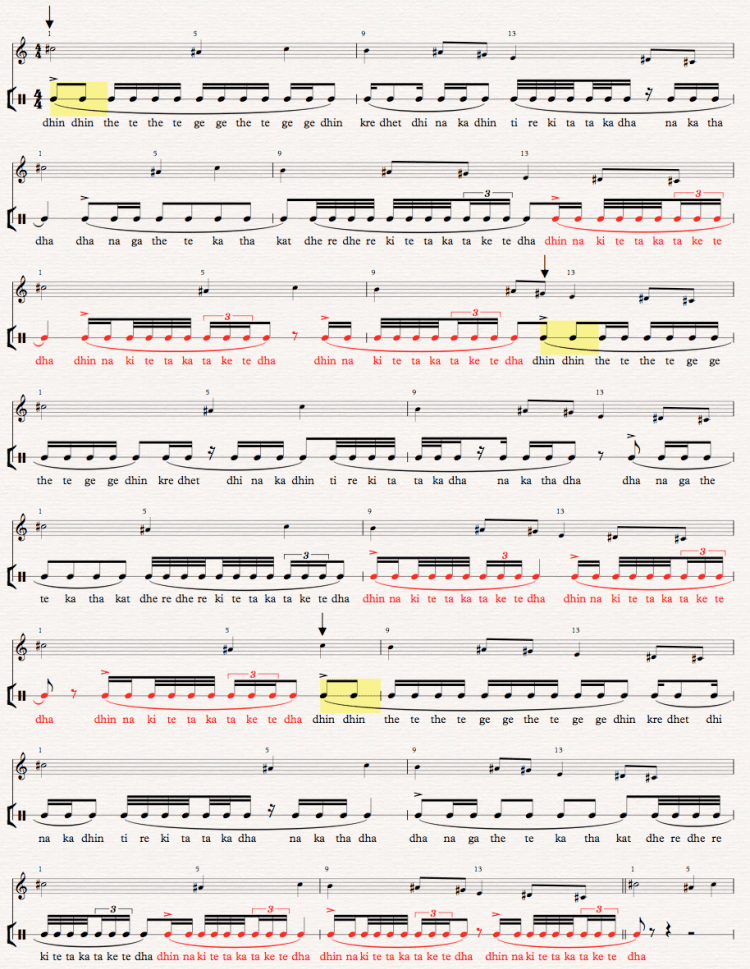 1 5 9 13
dhin dhin the te the te ge ge the te ge ge dhin kre dhet dhi na ka dhin ti re ki ta ta ka dha na ka tha
1 5 9 13
3 3
dha dha na ga the te ka tha kat dhe re dhe re ki te ta ka ta ke te dha dhin na ki te ta ka ta ke te
1 5 9 13
3 3
dha dhin na ki te ta ka ta ke te dha dhin na ki te ta ka ta ke te dha dhin dhin the te the te ge ge
1 5 9 13
the te ge ge dhin kre dhet dhi na ka dhin ti re ki ta ta ka dha na ka tha dha dha na ga the
1 5 9 13
3 3 3
te ka tha kat dhe re dhe re ki te ta ka ta ke te dha dhin na ki te ta ka ta ke te dha dhin na ki te ta ka ta ke te
1 5 9 13
3
dha dhin na ki te ta ka ta ke te dha dhin dhin the te the te ge ge the te ge ge dhin kre dhet dhi
1 5 9 13
na ka dhin ti re ki ta ta ka dha na ka tha dha dha na ga the te ka tha kat dhe re dhe re
1 5 9 13 1 5
3 3 3 3
ki te ta ka ta ke te dha dhin na ki te ta ka ta ke te dha dhin na ki te ta ka ta ke te dha dhin na ki te ta ka ta ke te dha